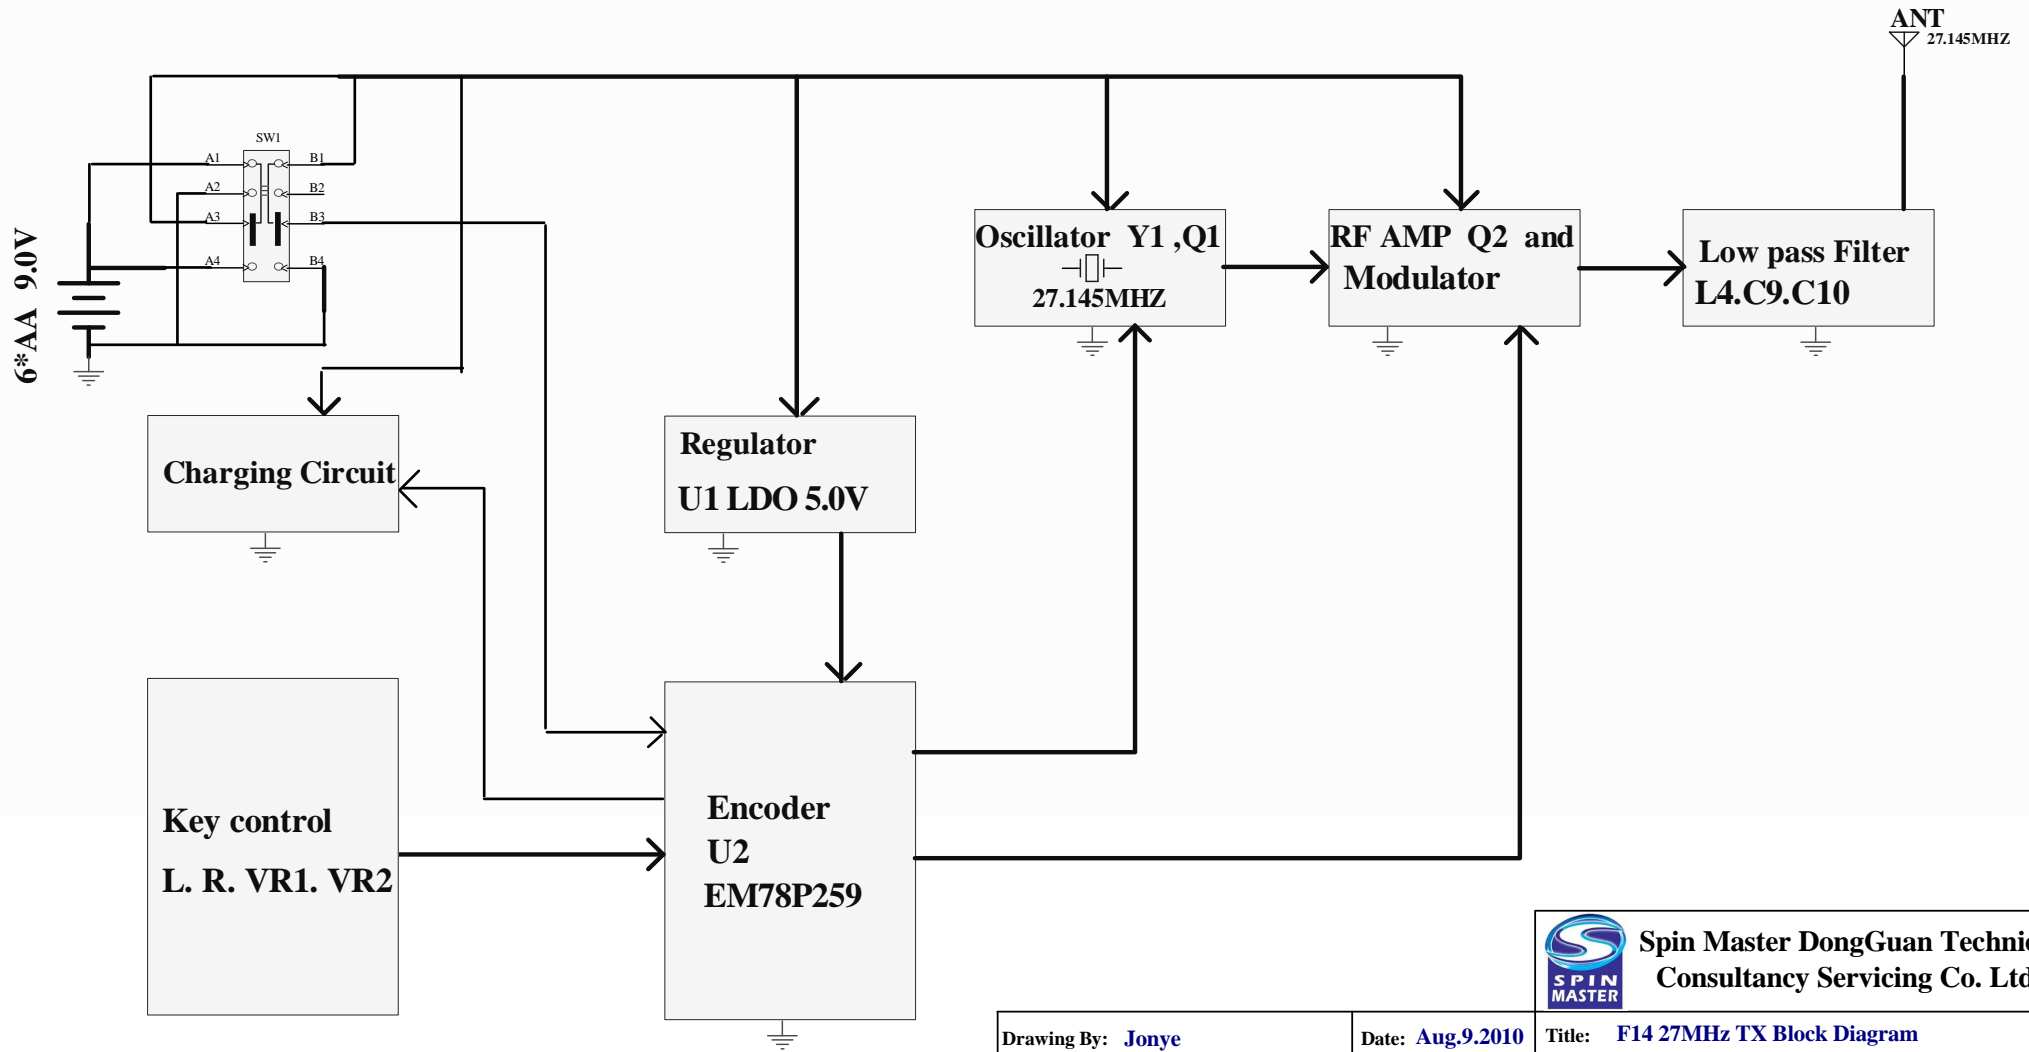 ANT
27.145MHZ
SW1
A1 B1
A2 B2
A3 B3
A4 B4
6*AA 9.0V
Oscillator Y1 ,Q1
27.145MHZ
RF AMP Q2 and
Modulator
Low pass Filter
L4.C9.C10
Charging Circuit
Regulator
U1 LDO 5.0V
Key control
L. R. VR1. VR2
Encoder
U2
EM78P259
SPIN
MASTER
Spin Master DongGuan
Consultancy Servicing Co. Ltd
Drawing By: Jonye
Date: Aug.9.2010
Title: F14 27MHz TX Block Diagram